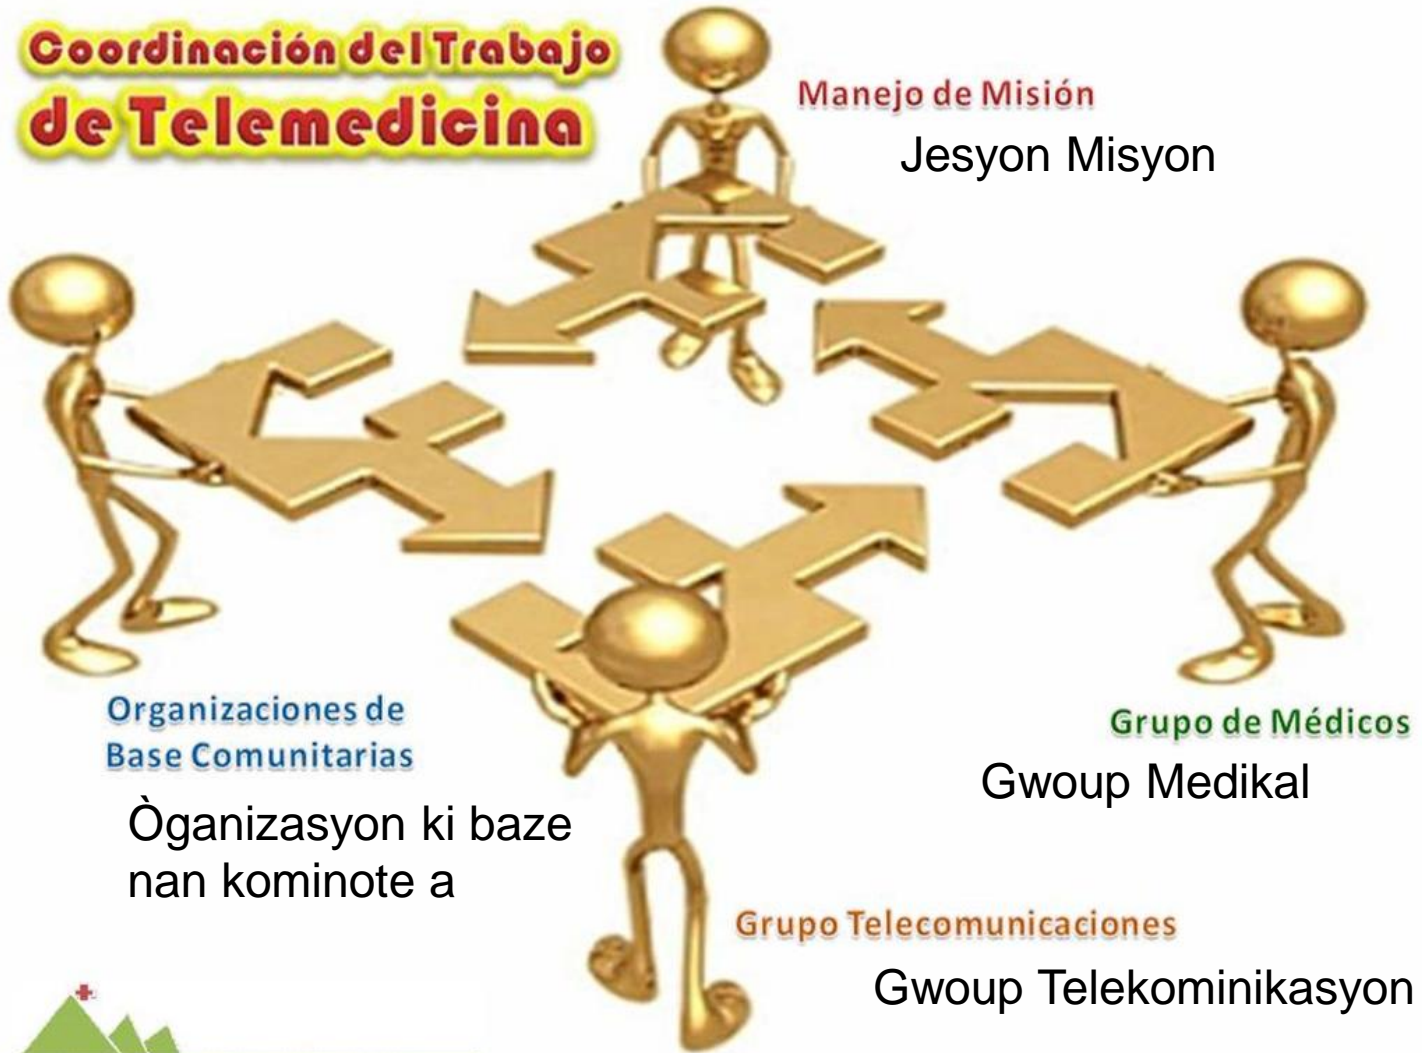 Coordinación del Trabajo
de Telemedicina
Manejo de Misión
Jesyon Misyon
Organizaciones de
Base Comunitarias
Òganizasyon ki baze
nan kominote a
Grupo de Médicos
Gwoup Medikal
Grupo Telecomunicaciones
Gwoup Telekominikasyon